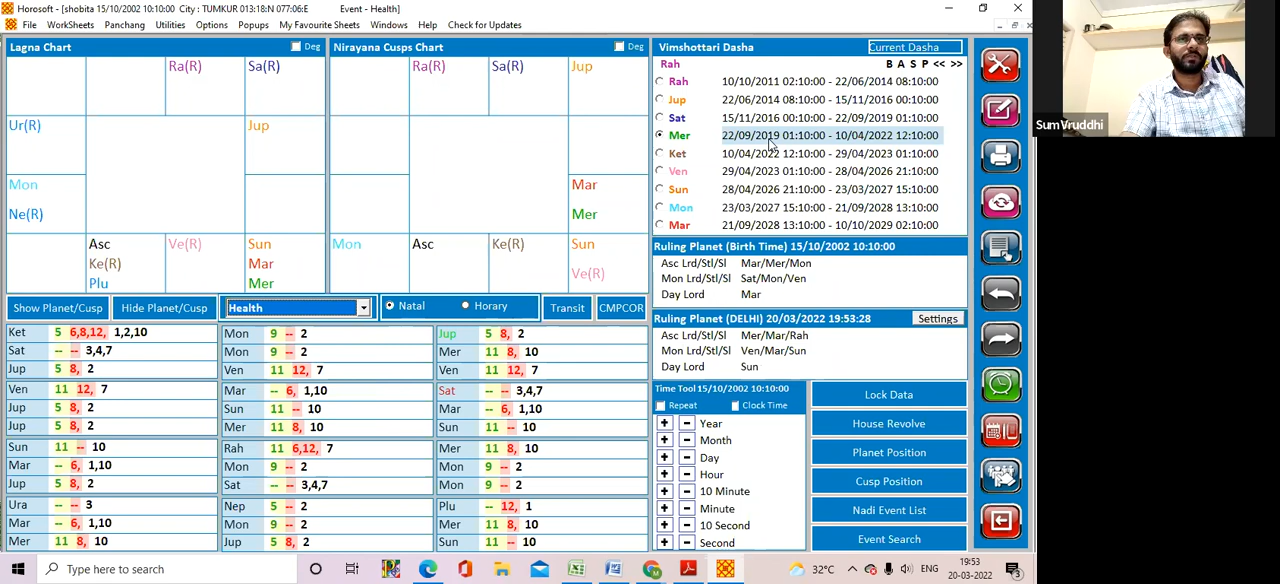 Horosoft - [shobita 15/10/2002 10:10:00 City : TUMKUR 013:18:N 077:06:E Event - Health]
File WorkSheets Panchang Utilities Options Popups My Favourite Sheets Windows Help Check for Updates
Lagna Chart Deg
Ra(R) Sa(R)
Ur(R) Jup
Mon
Ne(R)
Asc Ve(R) Sun
Ke(R) Mar
Plu Mer
Nirayana Cusps Chart Deg
Ra(R) Sa(R) Jup
Mar
Mer
Mon Asc Ke(R) Sun
Ve(R)
Vimshottari Dasha Current Dasha
Rah B A S P << >>
Rah 10/10/2011 02:10:00 - 22/06/2014 08:10:00
Jup 22/06/2014 08:10:00 - 15/11/2016 00:10:00
Sat 15/11/2016 00:10:00 - 22/09/2019 01:10:00
Mer 22/09/2019 01:10:00 - 10/04/2022 12:10:00
Ket 10/04/2022 12:10:00 - 29/04/2023 01:10:00
Ven 29/04/2023 01:10:00 - 28/04/2026 21:10:00
Sun 28/04/2026 21:10:00 - 23/03/2027 15:10:00
Mon 23/03/2027 15:10:00 - 21/09/2028 13:10:00
Mar 21/09/2028 13:10:00 - 10/10/2029 02:10:00
Ruling Planet (Birth Time) 15/10/2002 10:10:00
Asc Lrd/Stl/Sl Mar/Mer/Mon
Mon Lrd/Stl/Sl Sat/Mon/Ven
Day Lord Mar
Show Planet/Cusp Hide Planet/Cusp Health Natal Horary Transit CMPCOR
Ruling Planet (DELHI) 20/03/2022 19:53:28 Settings
Asc Lrd/Stl/Sl Mer/Mar/Rah
Mon Lrd/Stl/Sl Ven/Mar/Sun
Day Lord Sun
Ket 5 6,8,12, 1,2,10
Sat -- -- 3,4,7
Jup 5 8, 2
Ven 11 12, 7
Jup 5 8, 2
Jup 5 8, 2
Sun 11 -- 10
Mar -- 6, 1,10
Jup 5 8, 2
Ura -- -- 3
Mar -- 6, 1,10
Mer 11 8, 10
Mon 9 -- 2
Mon 9 -- 2
Ven 11 12, 7
Mar -- 6, 1,10
Sun 11 -- 10
Mer 11 8, 10
Rah 11 6,12, 7
Mon 9 -- 2
Sat -- -- 3,4,7
Nep 5 -- 2
Mon 9 -- 2
Jup 5 8, 2
Jup 5 8, 2
Mer 11 8, 10
Ven 11 12, 7
Sat -- -- 3,4,7
Mar -- 6, 1,10
Sun 11 -- 10
Mer 11 8, 10
Mon 9 -- 2
Mon 9 -- 2
Plu -- 12, 1
Mer 11 8, 10
Sun 11 -- 10
Time Tool 15/10/2002 10:10:00
Repeat Clock Time
+ - Year
+ - Month
+ - Day
+ - Hour
+ - 10 Minute
+ - Minute
+ - 10 Second
+ - Second
Lock Data
House Revolve
Planet Position
Cusp Position
Nadi Event List
Event Search
SumVruddhi
Type here to search
32°C ENG 19:53
20-03-2022 3